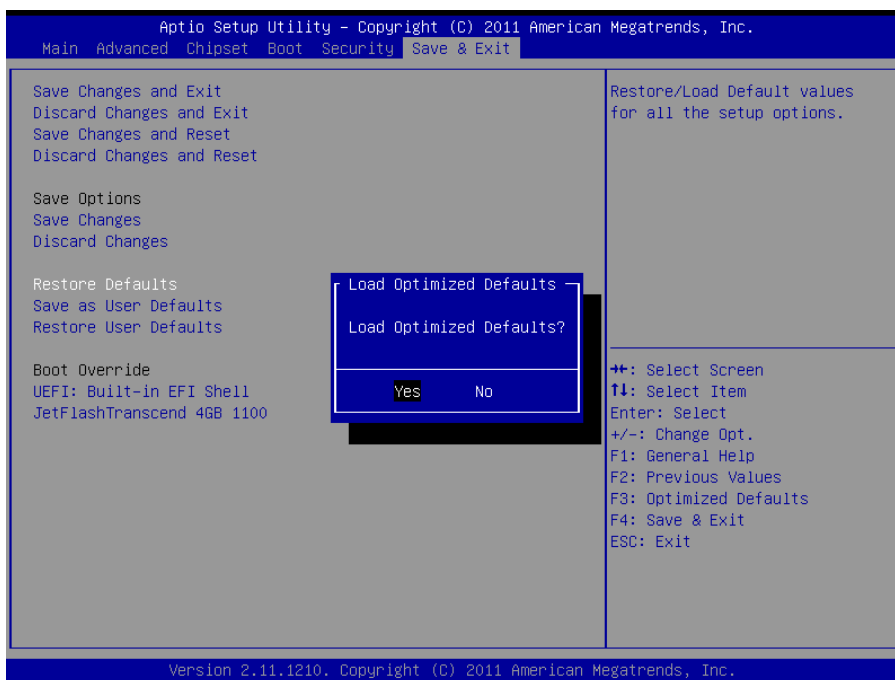 Aptio Setup Utility – Copyright (C) 2011 American Megatrends, Inc.
Main Advanced Chipset Boot Security Save & Exit
Save Changes and Exit
Discard Changes and Exit
Save Changes and Reset
Discard Changes and Reset
Save Options
Save Changes
Discard Changes
Restore Defaults
Save as User Defaults
Restore User Defaults
Boot Override
UEFI: Built-in EFI Shell
JetFlashTranscend 4GB 1100
Load Optimized Defaults
Load Optimized Defaults?
Yes No
Restore/Load Default values
for all the setup options.
→←: Select Screen
↑↓: Select Item
Enter: Select
+/-: Change Opt.
F1: General Help
F2: Previous Values
F3: Optimized Defaults
F4: Save & Exit
ESC: Exit
Version 2.11.1210. Copyright (C) 2011 American Megatrends, Inc.